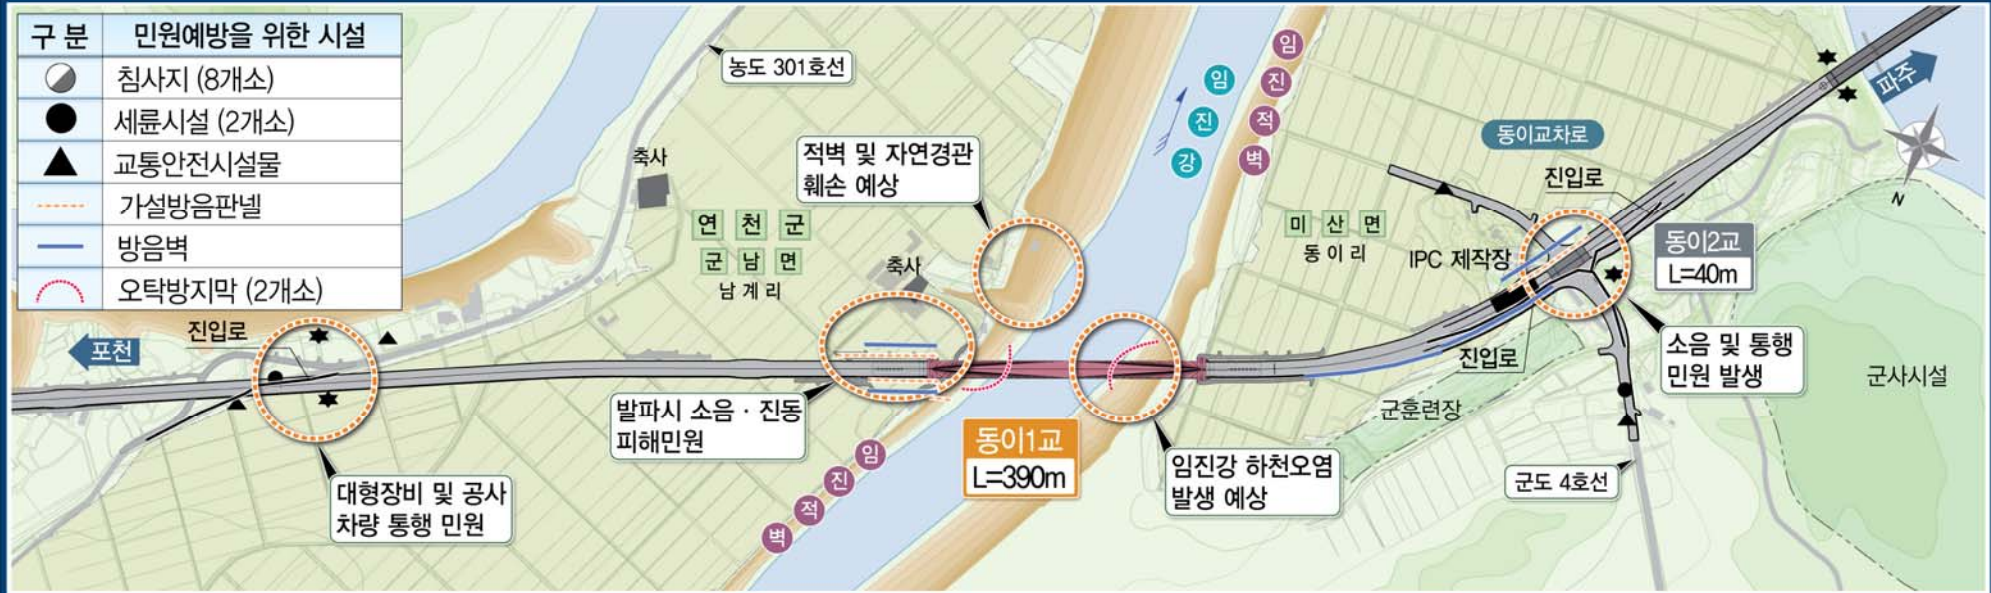 구 분 민원예방을 위한 시설
침사지 (8개소)
세륜시설 (2개소)
교통안전시설물
가설방음판넬
방음벽
오탁방지막 (2개소)
농도 301호선
축사
적벽 및 자연경관
훼손 예상
연천군
군남면
남계리
축사
임진강
임진적벽
미산면
동이리
동이교차로
진입로
파주
N
IPC 제작장
동이2교
L=40m
소음 및 통행
민원 발생
군사시설
진입로
포천
진입로
대형장비 및 공사
차량 통행 민원
발파시 소음 · 진동
피해민원
임진적벽
동이1교
L=390m
임진강 하천오염
발생 예상
군훈련장
군도 4호선